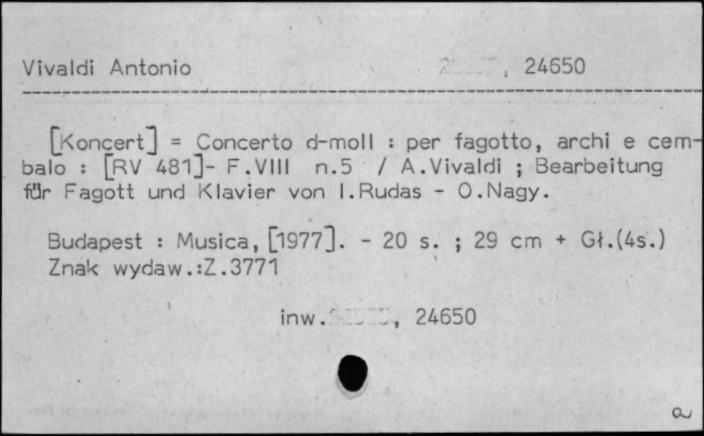 Vivaldi Antonio , 24650
[Koncert] = Concerto d-moll : per fagotto, archi e cem-
balo : [RV 481]- F.VIII n.5 / A.Vivaldi ; Bearbeitung
für Fagott und Klavier von I.Rudas - O.Nagy.
Budapest : Musica, [1977]. - 20 s. ; 29 cm + Gł.(4s.)
Znak wydaw.:Z.3771
inw. , 24650
a